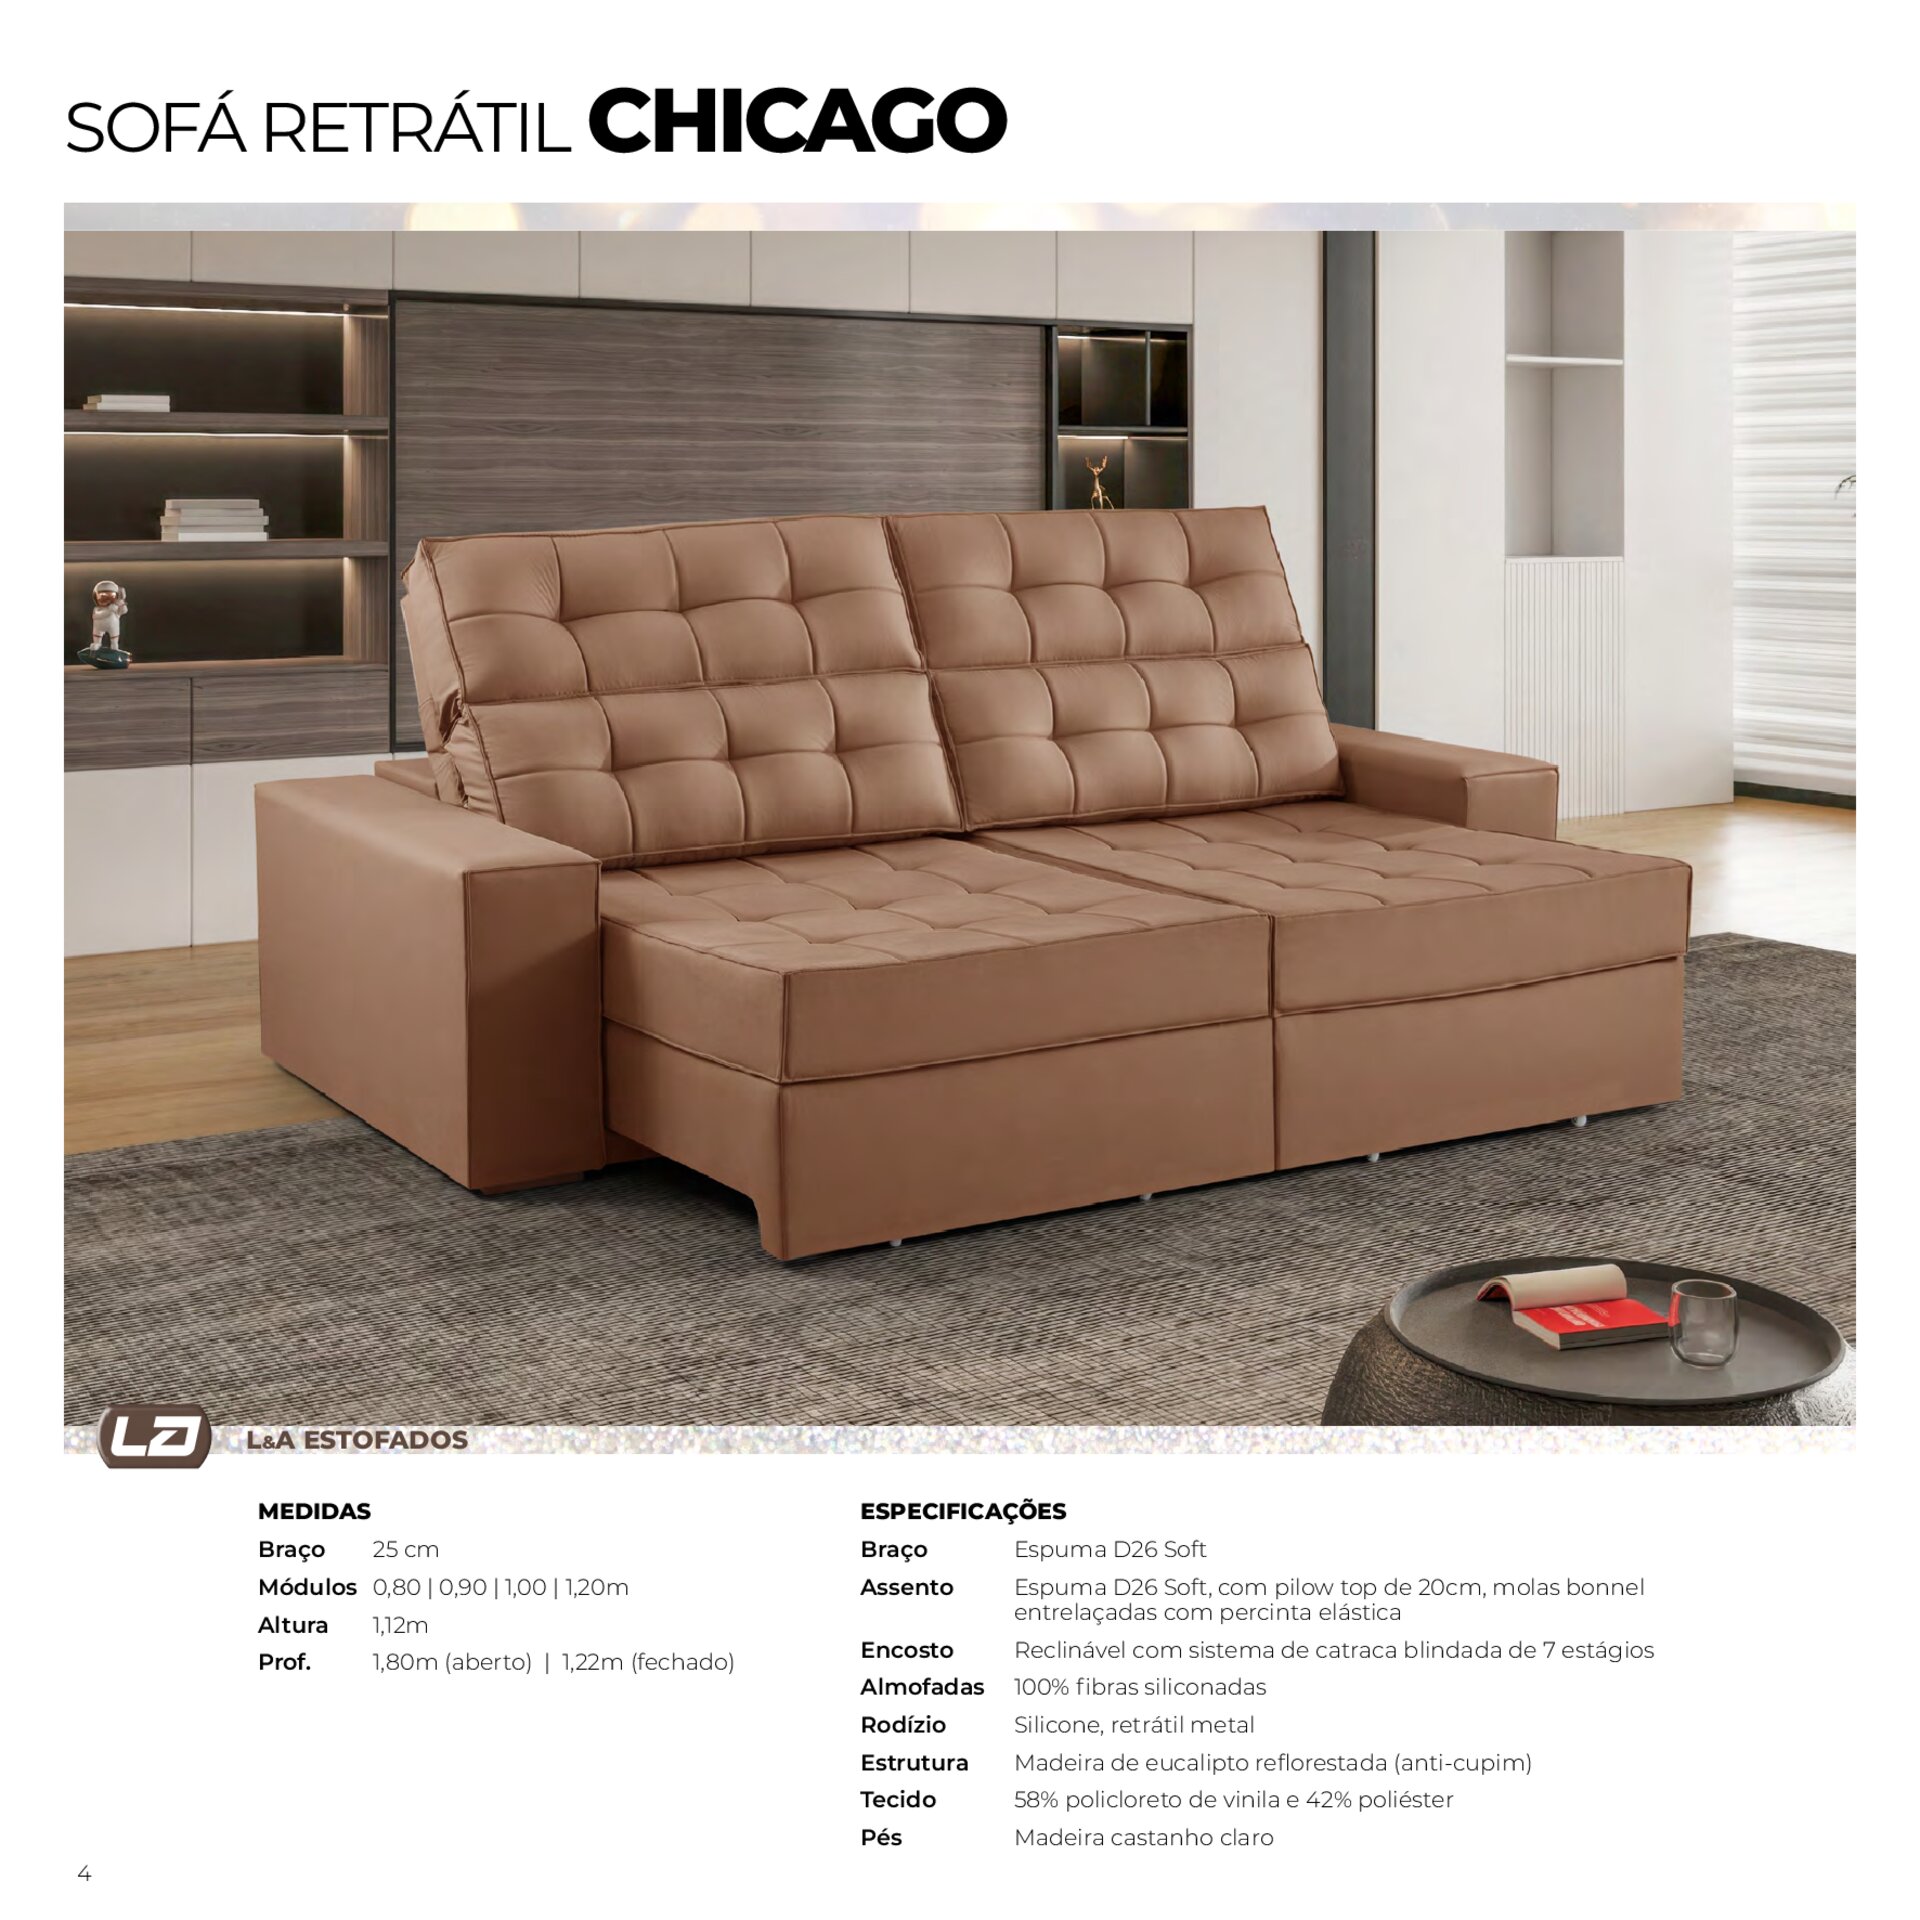 SOFÁ RETRÁTIL CHICAGO
LA
L&A ESTOFADOS
MEDIDAS
Braço 25 cm
Módulos 0,80 | 0,90 | 1,00 | 1,20m
Altura 1,12m
Prof. 1,80m (aberto) | 1,22m (fechado)
ESPECIFICAÇÕES
Braço Espuma D26 Soft
Assento Espuma D26 Soft, com pilow top de 20cm, molas bonnel
entrelaçadas com percinta elástica
Encosto Reclinável com sistema de catraca blindada de 7 estágios
Almofadas 100% fibras siliconadas
Rodízio Silicone, retrátil metal
Estrutura Madeira de eucalipto reflorestada (anti-cupim)
Tecido 58% policloreto de vinila e 42% poliéster
Pés Madeira castanho claro
4